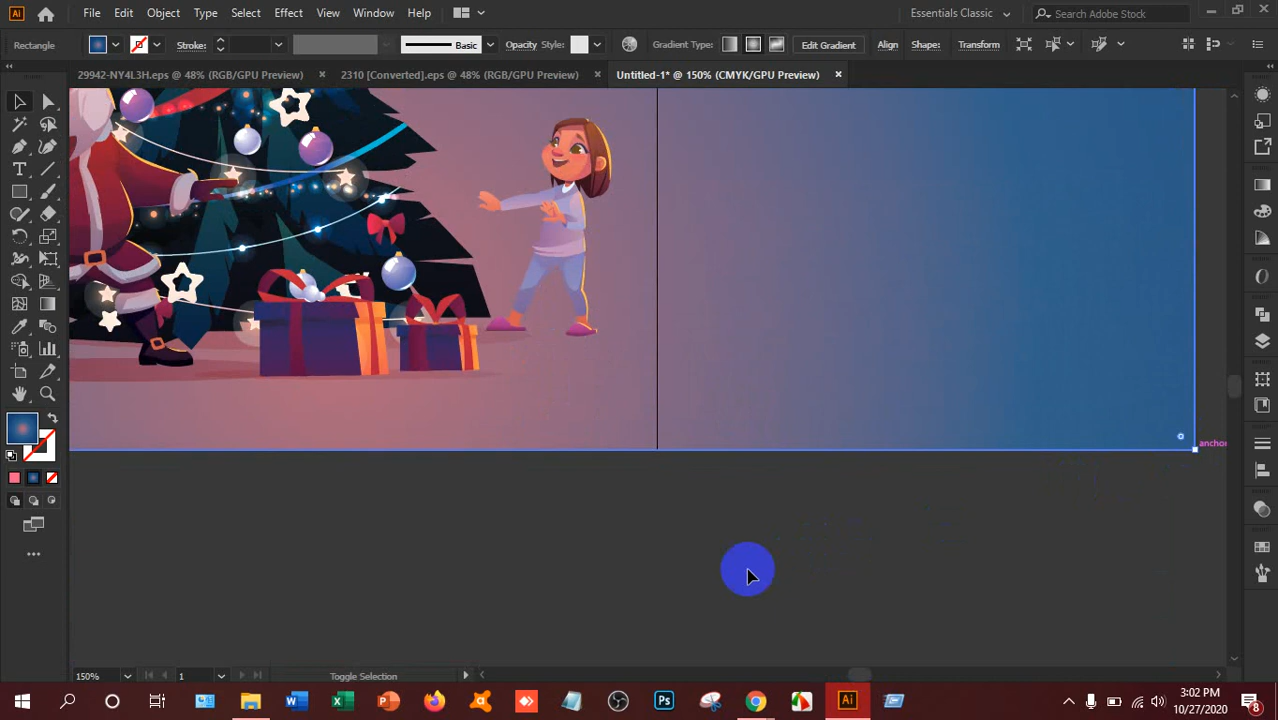 Ai File Edit Object Type Select Effect View Window Help Essentials Classic Search Adobe Stock
Rectangle Stroke: Basic Opacity Style: Gradient Type: Edit Gradient Align Shape: Transform
29942-NY4L3H.eps @ 48% (RGB/GPU Preview) × 2310 [Converted].eps @ 48% (RGB/GPU Preview) × Untitled-1* @ 150% (CMYK/GPU Preview) ×
150% 1 Toggle Selection
Ps Ai 3:02 PM
10/27/2020 8